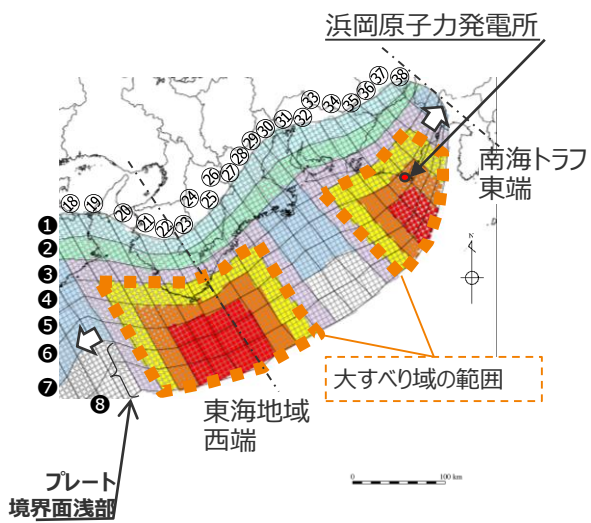 浜岡原子力発電所
㊳
㊲
㊱
㉟
㉞
㉝
㉜
㉛
㉚
㉙
㉘
㉗
㉖
㉕
㉔
㉓
㉒
㉑
⑳
⑲
⑱
南海トラフ
東端
N
❶
❷
❸
❹
❺
❻
❼
❽
大すべり域の範囲
東海地域
西端
プレート
境界面浅部
0 100 km